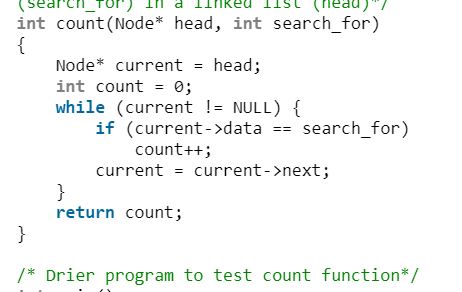 (search_for) in a linked list (head)*/
int count(Node* head, int search_for)
{
    Node* current = head;
    int count = 0;
    while (current != NULL) {
        if (current->data == search_for)
            count++;
        current = current->next;
    }
    return count;
}
/* Drier program to test count function*/